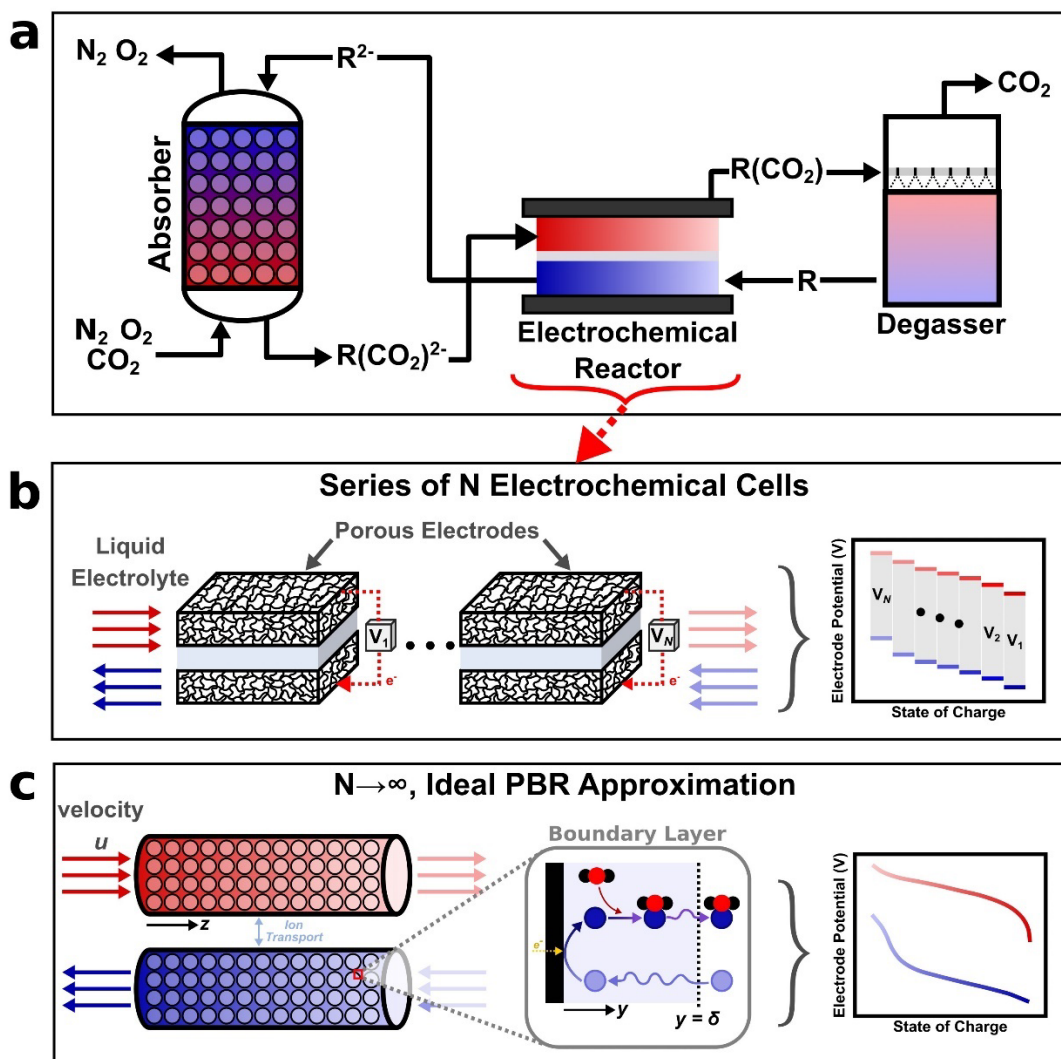 a
N₂ O₂
R²⁻
CO₂
Absorber
R(CO₂)
R
N₂ O₂
CO₂
R(CO₂)²⁻
Electrochemical
Reactor
Degasser
b
Series of N Electrochemical Cells
Liquid
Electrolyte
Porous Electrodes
V₁
e⁻
V_N
e⁻
Electrode Potential (V)
V_N
V₂
V₁
State of Charge
c
N→∞, Ideal PBR Approximation
velocity
u
z
Ion
Transport
Boundary Layer
e⁻
y
y = δ
Electrode Potential (V)
State of Charge